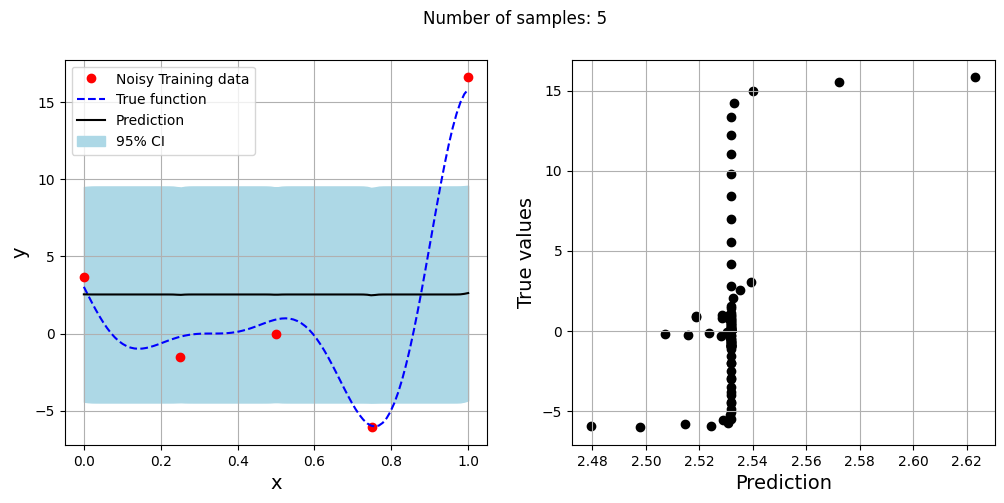 Number of samples: 5
Noisy Training data
True function
Prediction
95% CI
15
10
5
0
−5
y
0.0 0.2 0.4 0.6 0.8 1.0
x
15
10
5
0
−5
True values
2.48 2.50 2.52 2.54 2.56 2.58 2.60 2.62
Prediction